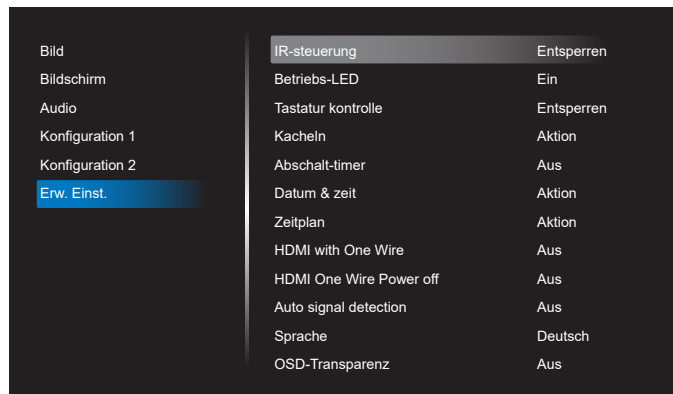 Bild
Bildschirm
Audio
Konfiguration 1
Konfiguration 2
Erw. Einst.
IR-steuerung Entsperren
Betriebs-LED Ein
Tastatur kontrolle Entsperren
Kacheln Aktion
Abschalt-timer Aus
Datum & zeit Aktion
Zeitplan Aktion
HDMI with One Wire Aus
HDMI One Wire Power off Aus
Auto signal detection Aus
Sprache Deutsch
OSD-Transparenz Aus